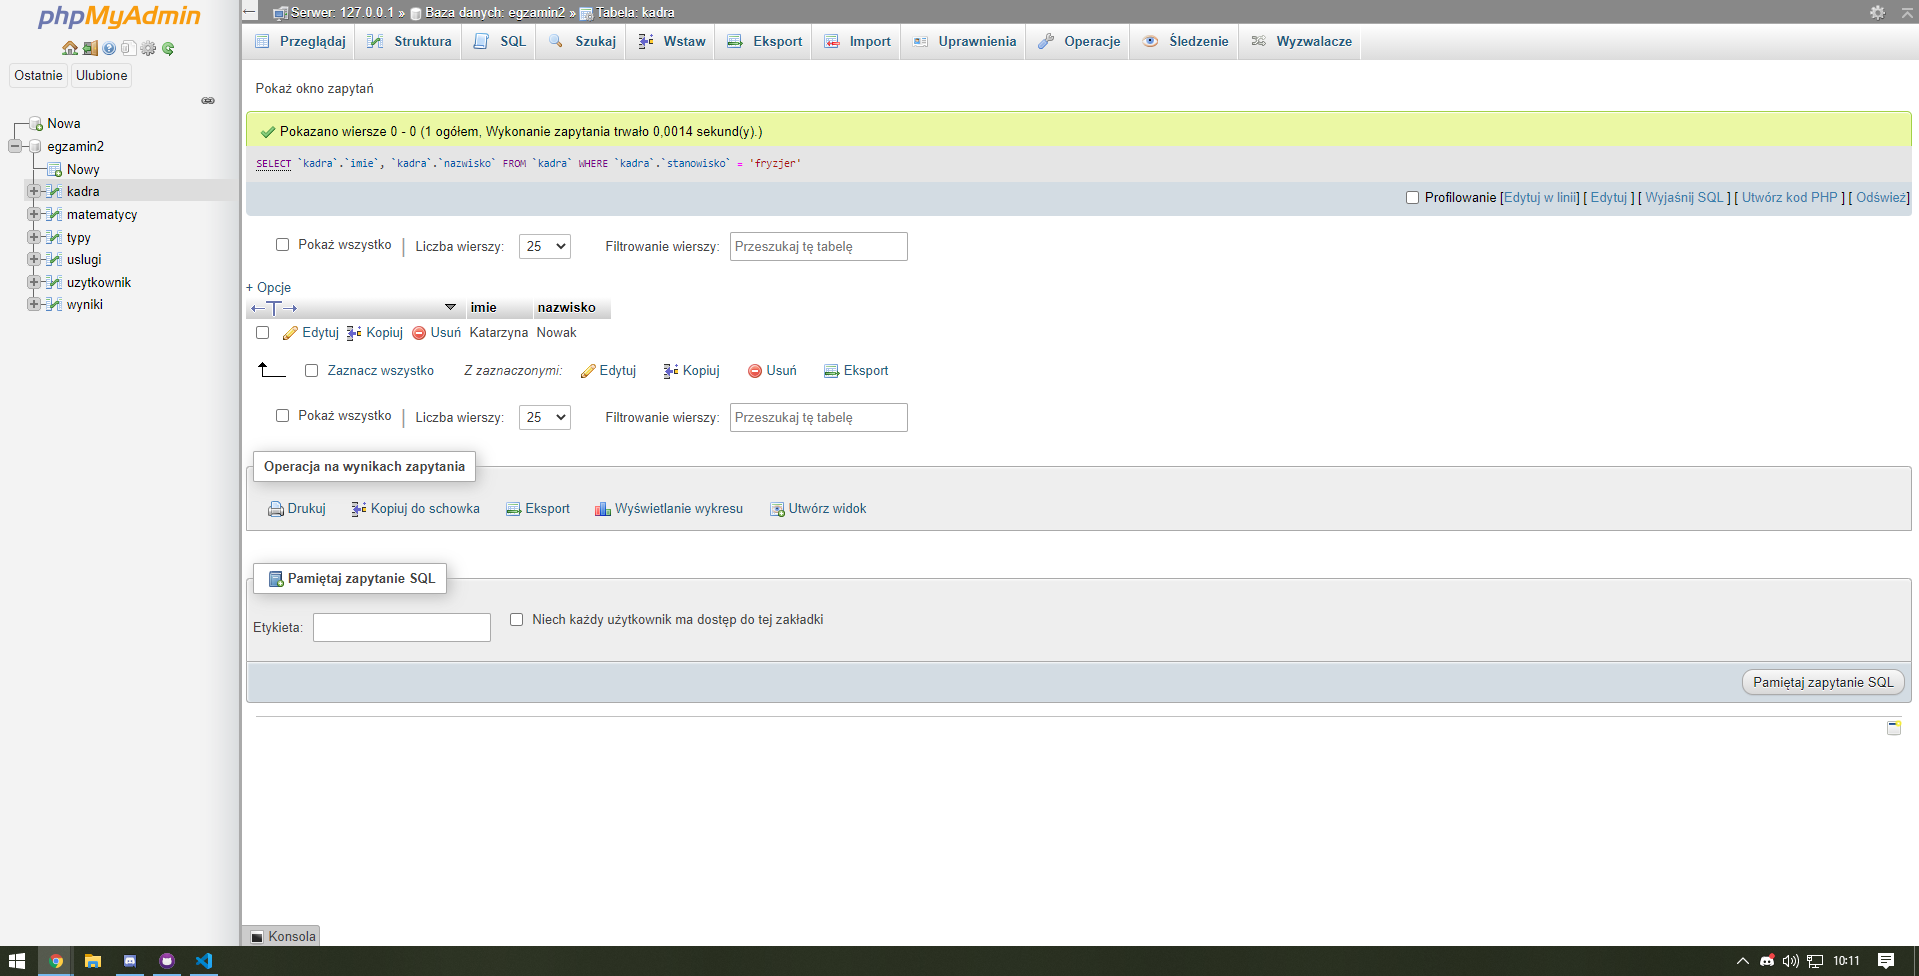 phpMyAdmin
Ostatnie Ulubione
Nowa
egzamin2
Nowy
kadra
matematycy
typy
uslugi
uzytkownik
wyniki
Serwer: 127.0.0.1 » Baza danych: egzamin2 » Tabela: kadra
Przeglądaj Struktura SQL Szukaj Wstaw Eksport Import Uprawnienia Operacje Śledzenie Wyzwalacze
Pokaż okno zapytań
Pokazano wiersze 0 - 0 (1 ogółem, Wykonanie zapytania trwało 0,0014 sekund(y).)
SELECT `kadra`.`imie`, `kadra`.`nazwisko` FROM `kadra` WHERE `kadra`.`stanowisko` = 'fryzjer'
Profilowanie [Edytuj w linii] [ Edytuj ] [ Wyjaśnij SQL ] [ Utwórz kod PHP ] [ Odśwież]
Pokaż wszystko | Liczba wierszy: 25 Filtrowanie wierszy: Przeszukaj tę tabelę
+ Opcje
imie nazwisko
Edytuj Kopiuj Usuń Katarzyna Nowak
Zaznacz wszystko Z zaznaczonymi: Edytuj Kopiuj Usuń Eksport
Pokaż wszystko | Liczba wierszy: 25 Filtrowanie wierszy: Przeszukaj tę tabelę
Operacja na wynikach zapytania
Drukuj Kopiuj do schowka Eksport Wyświetlanie wykresu Utwórz widok
Pamiętaj zapytanie SQL
Etykieta: Niech każdy użytkownik ma dostęp do tej zakładki
Pamiętaj zapytanie SQL
Konsola
10:11